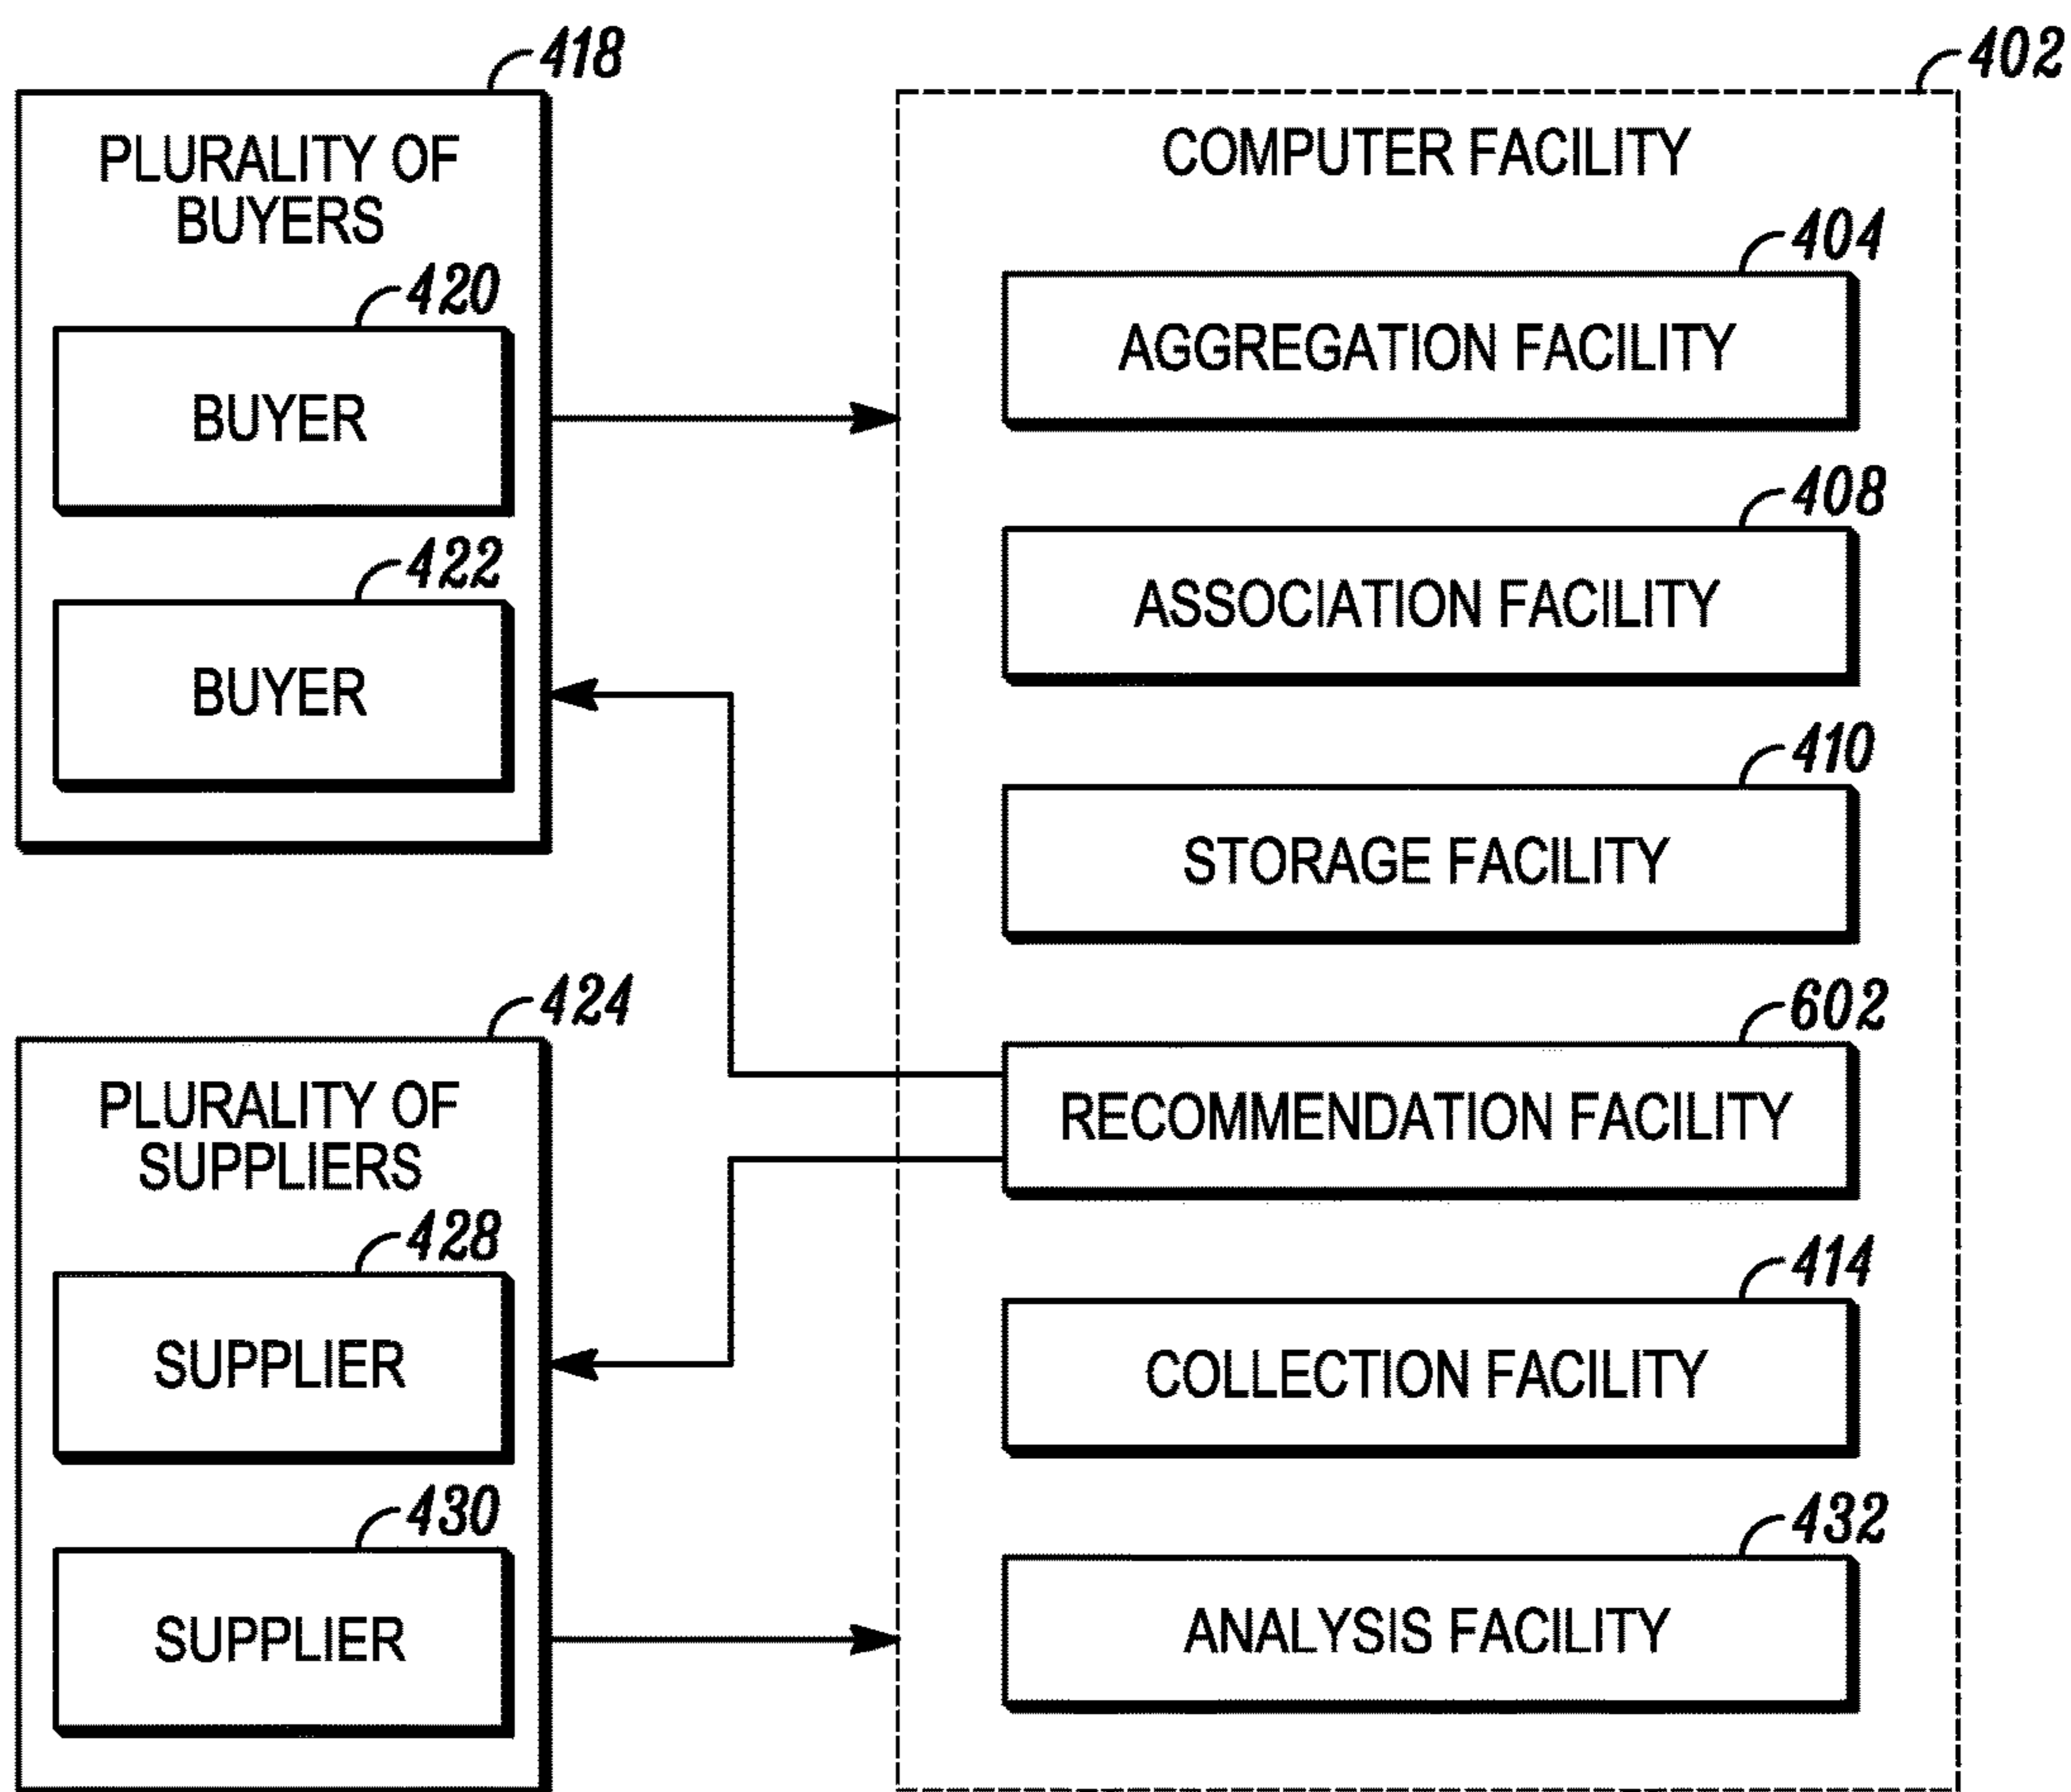 418
PLURALITY OF
BUYERS
420
BUYER
422
BUYER
424
PLURALITY OF
SUPPLIERS
428
SUPPLIER
430
SUPPLIER
402
COMPUTER FACILITY
404
AGGREGATION FACILITY
408
ASSOCIATION FACILITY
410
STORAGE FACILITY
602
RECOMMENDATION FACILITY
414
COLLECTION FACILITY
432
ANALYSIS FACILITY